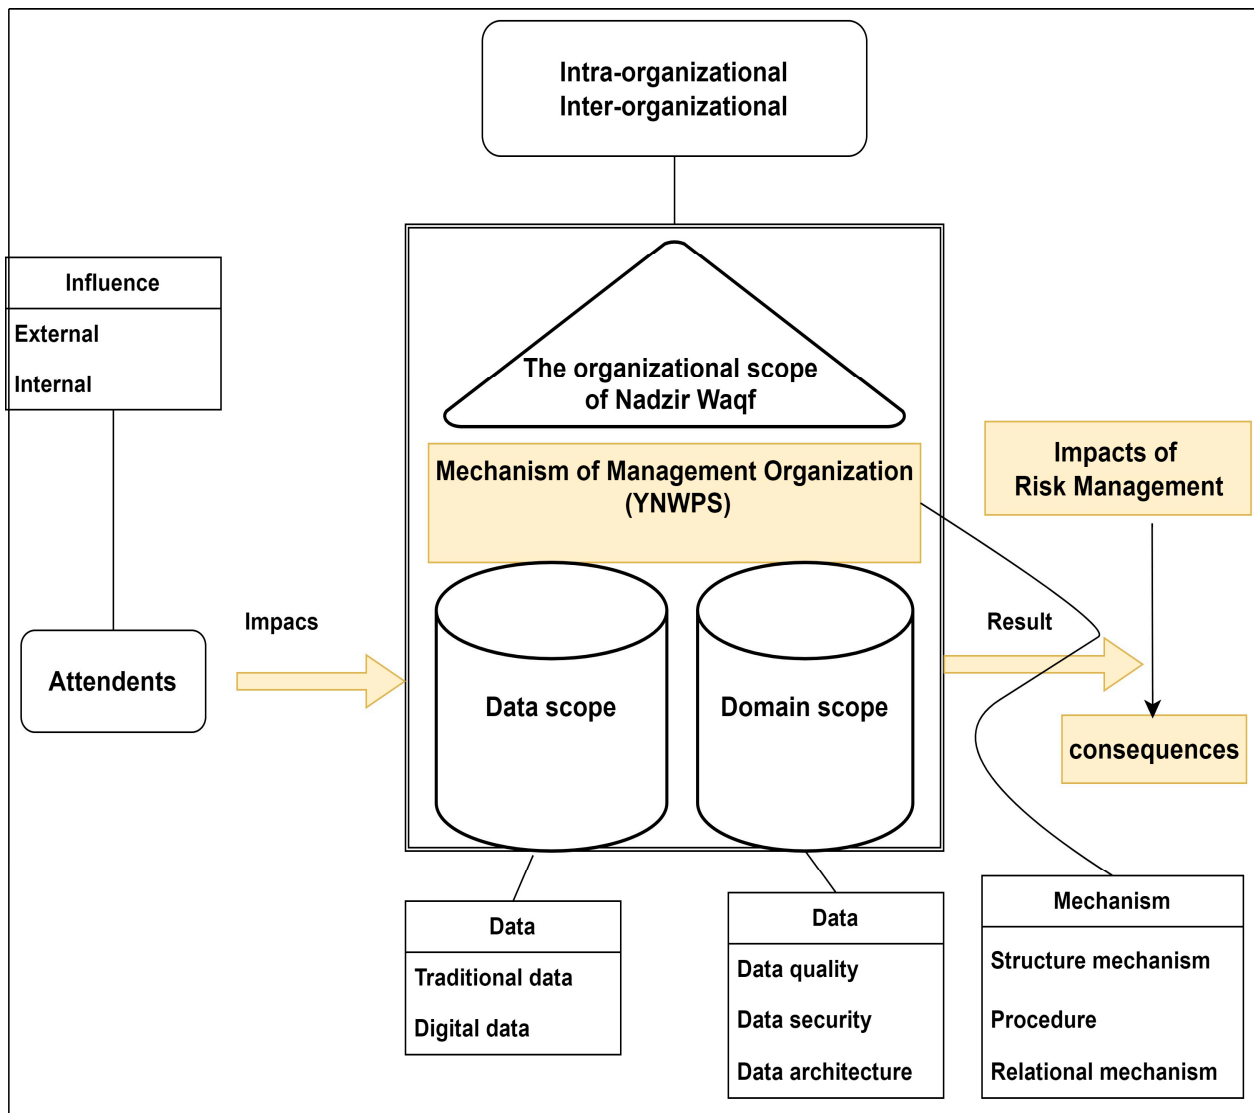 Intra-organizational
Inter-organizational
Influence
External
Internal
The organizational scope
of Nadzir Waqf
Mechanism of Management Organization
(YNWPS)
Impacts of
Risk Management
Attendents
Impacs
Data scope
Domain scope
Result
consequences
Data
Traditional data
Digital data
Data
Data quality
Data security
Data architecture
Mechanism
Structure mechanism
Procedure
Relational mechanism